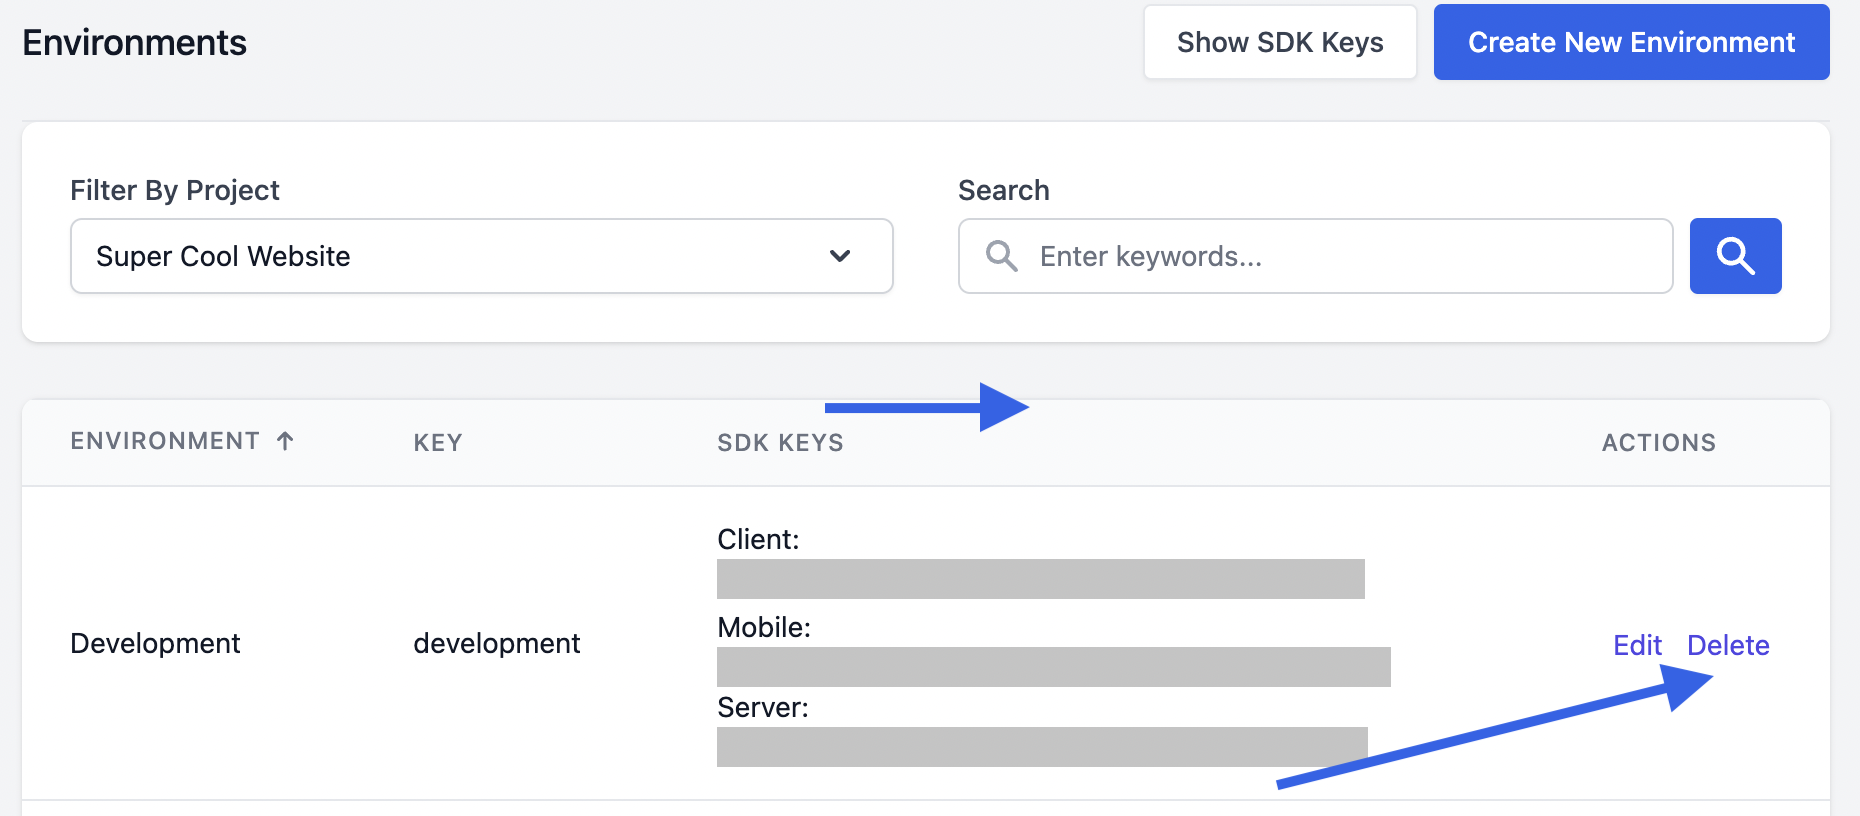 Environments
Show SDK Keys
Create New Environment
Filter By Project
Search
Super Cool Website
Enter keywords...
ENVIRONMENT ↑
KEY
SDK KEYS
ACTIONS
Development
development
Client:
Mobile:
Server:
Edit
Delete